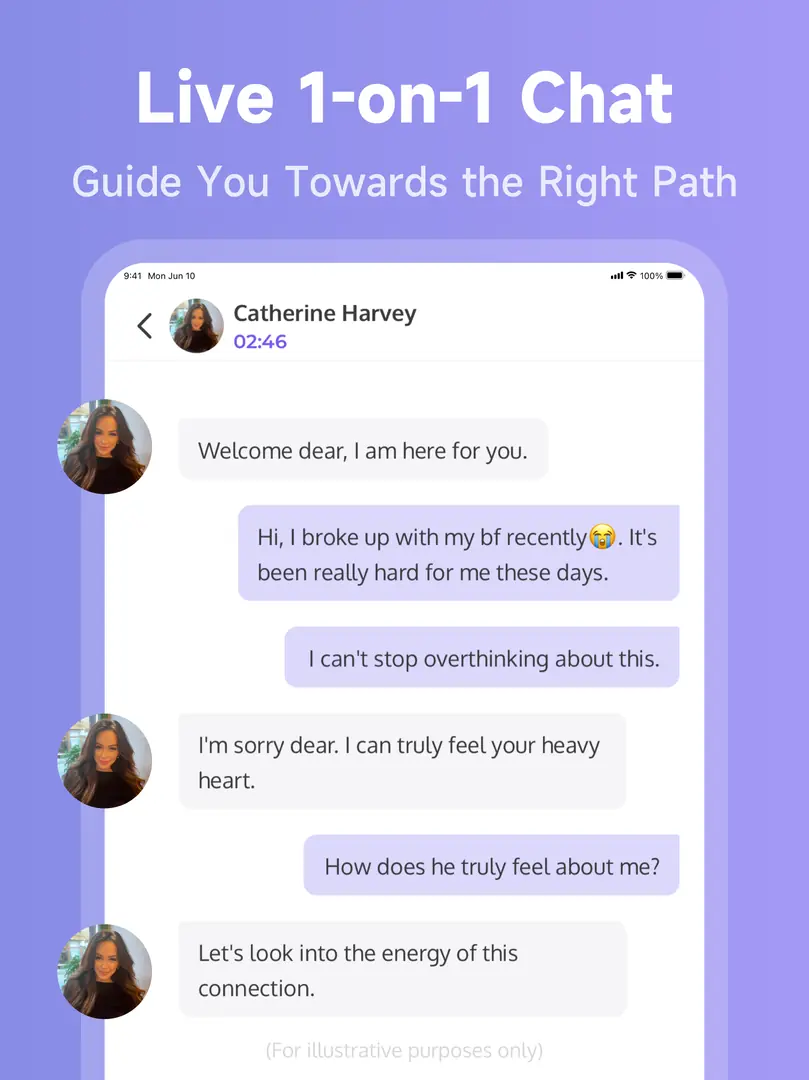 Live 1-on-1 Chat
Guide You Towards the Right Path
9:41 Mon Jun 10
100%
Catherine Harvey
02:46
Welcome dear, I am here for you.
Hi, I broke up with my bf recently😭. It's
been really hard for me these days.
I can't stop overthinking about this.
I'm sorry dear. I can truly feel your heavy
heart.
How does he truly feel about me?
Let's look into the energy of this
connection.
(For illustrative purposes only)